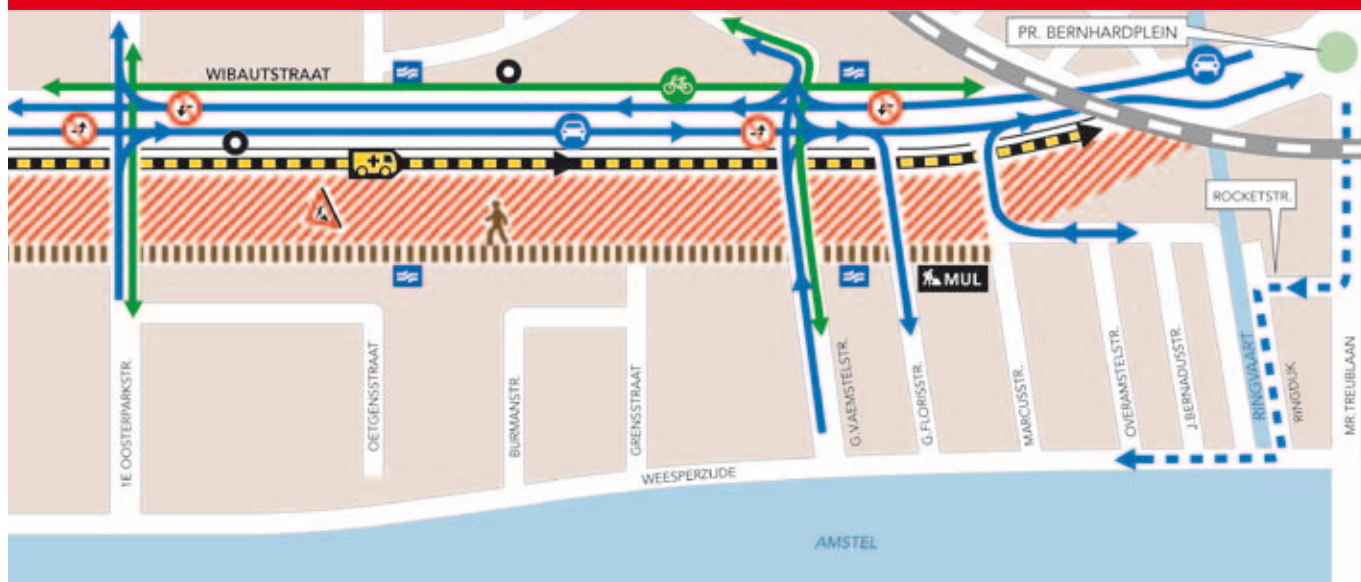 PR. BERNHARDPLEIN
WIBAUTSTRAAT
ROCKETSTR.
MUL
1E OOSTERPARKSTR.
OETGENSSTRAAT
BURMANSTR.
GRENSSTRAAT
G.V.AEMSTELSTR.
G.FLORISSTR.
MARCUSSTR.
OVERAMSTELSTR.
J.BERNADUSSTR.
RINGVAART
RINGDIJK
MR.TREUBLAAN
WEESPERZIJDE
AMSTEL